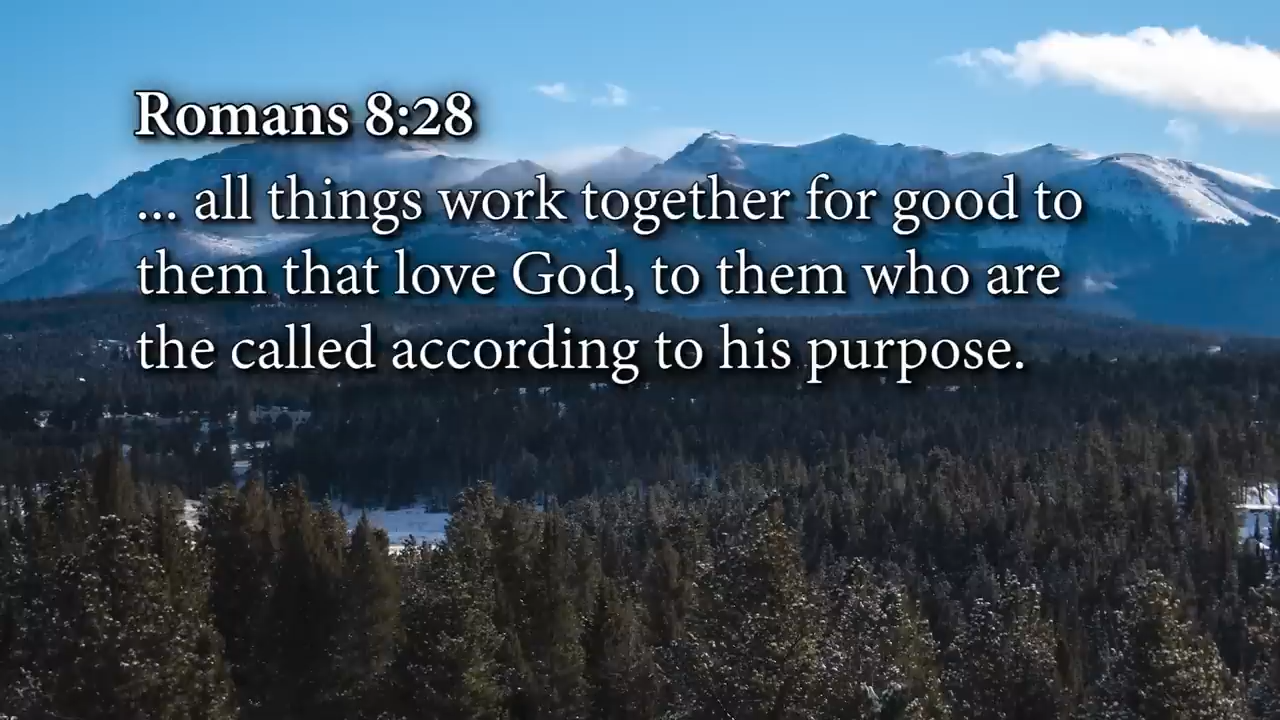 Romans 8:28
... all things work together for good to
them that love God, to them who are
the called according to his purpose.